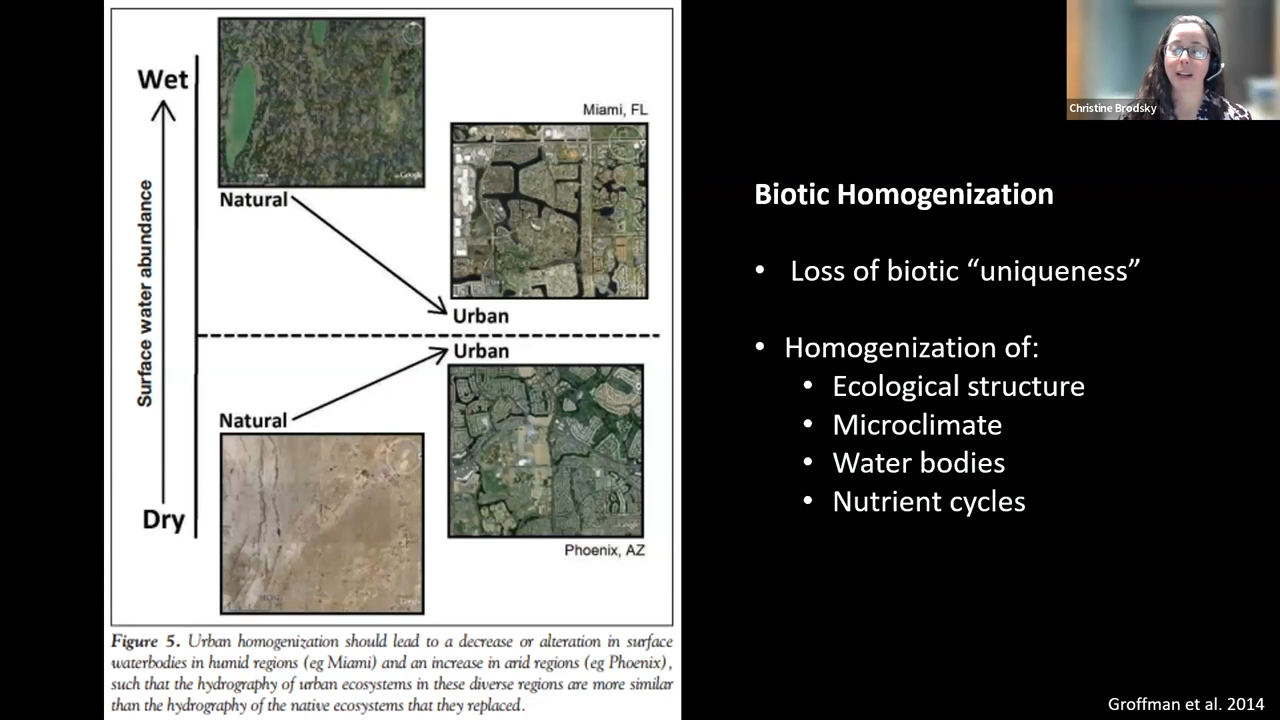 Wet
Surface water abundance
Dry
Natural
Google
Miami, FL
Urban
Urban
Natural
Phoenix, AZ
Figure 5. Urban homogenization should lead to a decrease or alteration in surface
waterbodies in humid regions (eg Miami) and an increase in arid regions (eg Phoenix),
such that the hydrography of urban ecosystems in these diverse regions are more similar
than the hydrography of the native ecosystems that they replaced.
Christine Brodsky
Biotic Homogenization
• Loss of biotic “uniqueness”
• Homogenization of:
• Ecological structure
• Microclimate
• Water bodies
• Nutrient cycles
Groffman et al. 2014